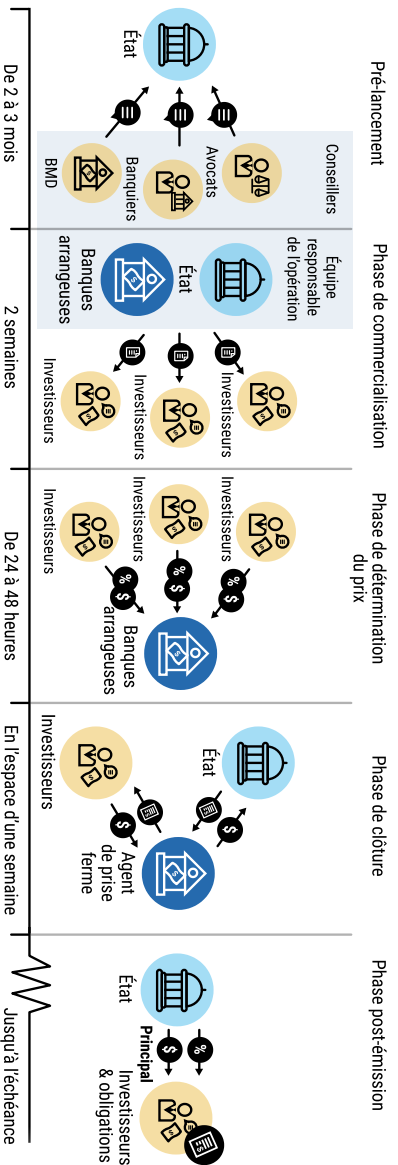 Pré-lancement
Conseillers
Avocats
Banquiers
BMD
État
De 2 à 3 mois
Phase de commercialisation
Équipe
responsable
de l'opération
État
Banques
arrangeuses
Investisseurs
Investisseurs
Investisseurs
2 semaines
Phase de détermination
du prix
Investisseurs
Investisseurs
Investisseurs
% $
% $
% $
Banques
arrangeuses
De 24 à 48 heures
Phase de clôture
État
$
Investisseurs
$
Agent
de prise
ferme
En l'espace d'une semaine
Phase post-émission
État
%
$
Principal
Investisseurs
& obligations
Jusqu'à l'échéance